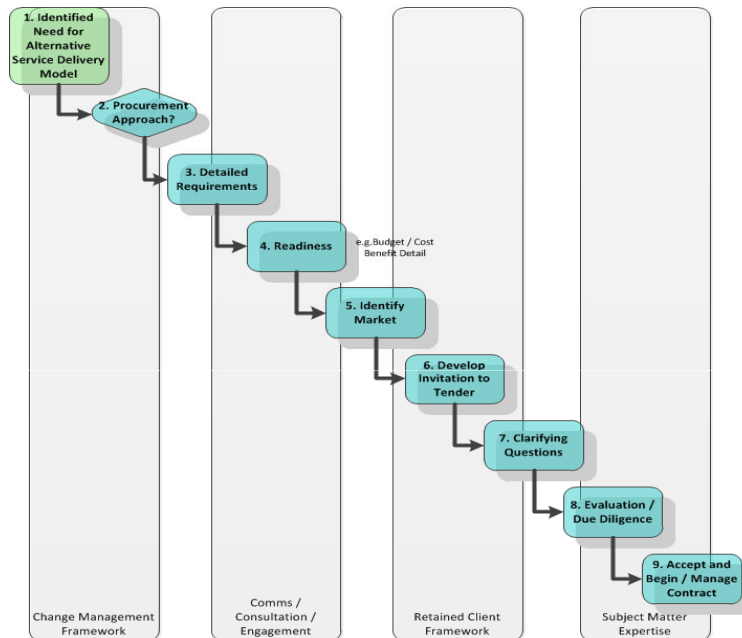 1. Identified
Need for
Alternative
Service Delivery
Model
2. Procurement
Approach?
3. Detailed
Requirements
4. Readiness
e.g.Budget / Cost
Benefit Detail
5. Identify
Market
6. Develop
Invitation to
Tender
7. Clarifying
Questions
8. Evaluation /
Due Diligence
9. Accept and
Begin / Manage
Contract
Change Management
Framework
Comms /
Consultation /
Engagement
Retained Client
Framework
Subject Matter
Expertise